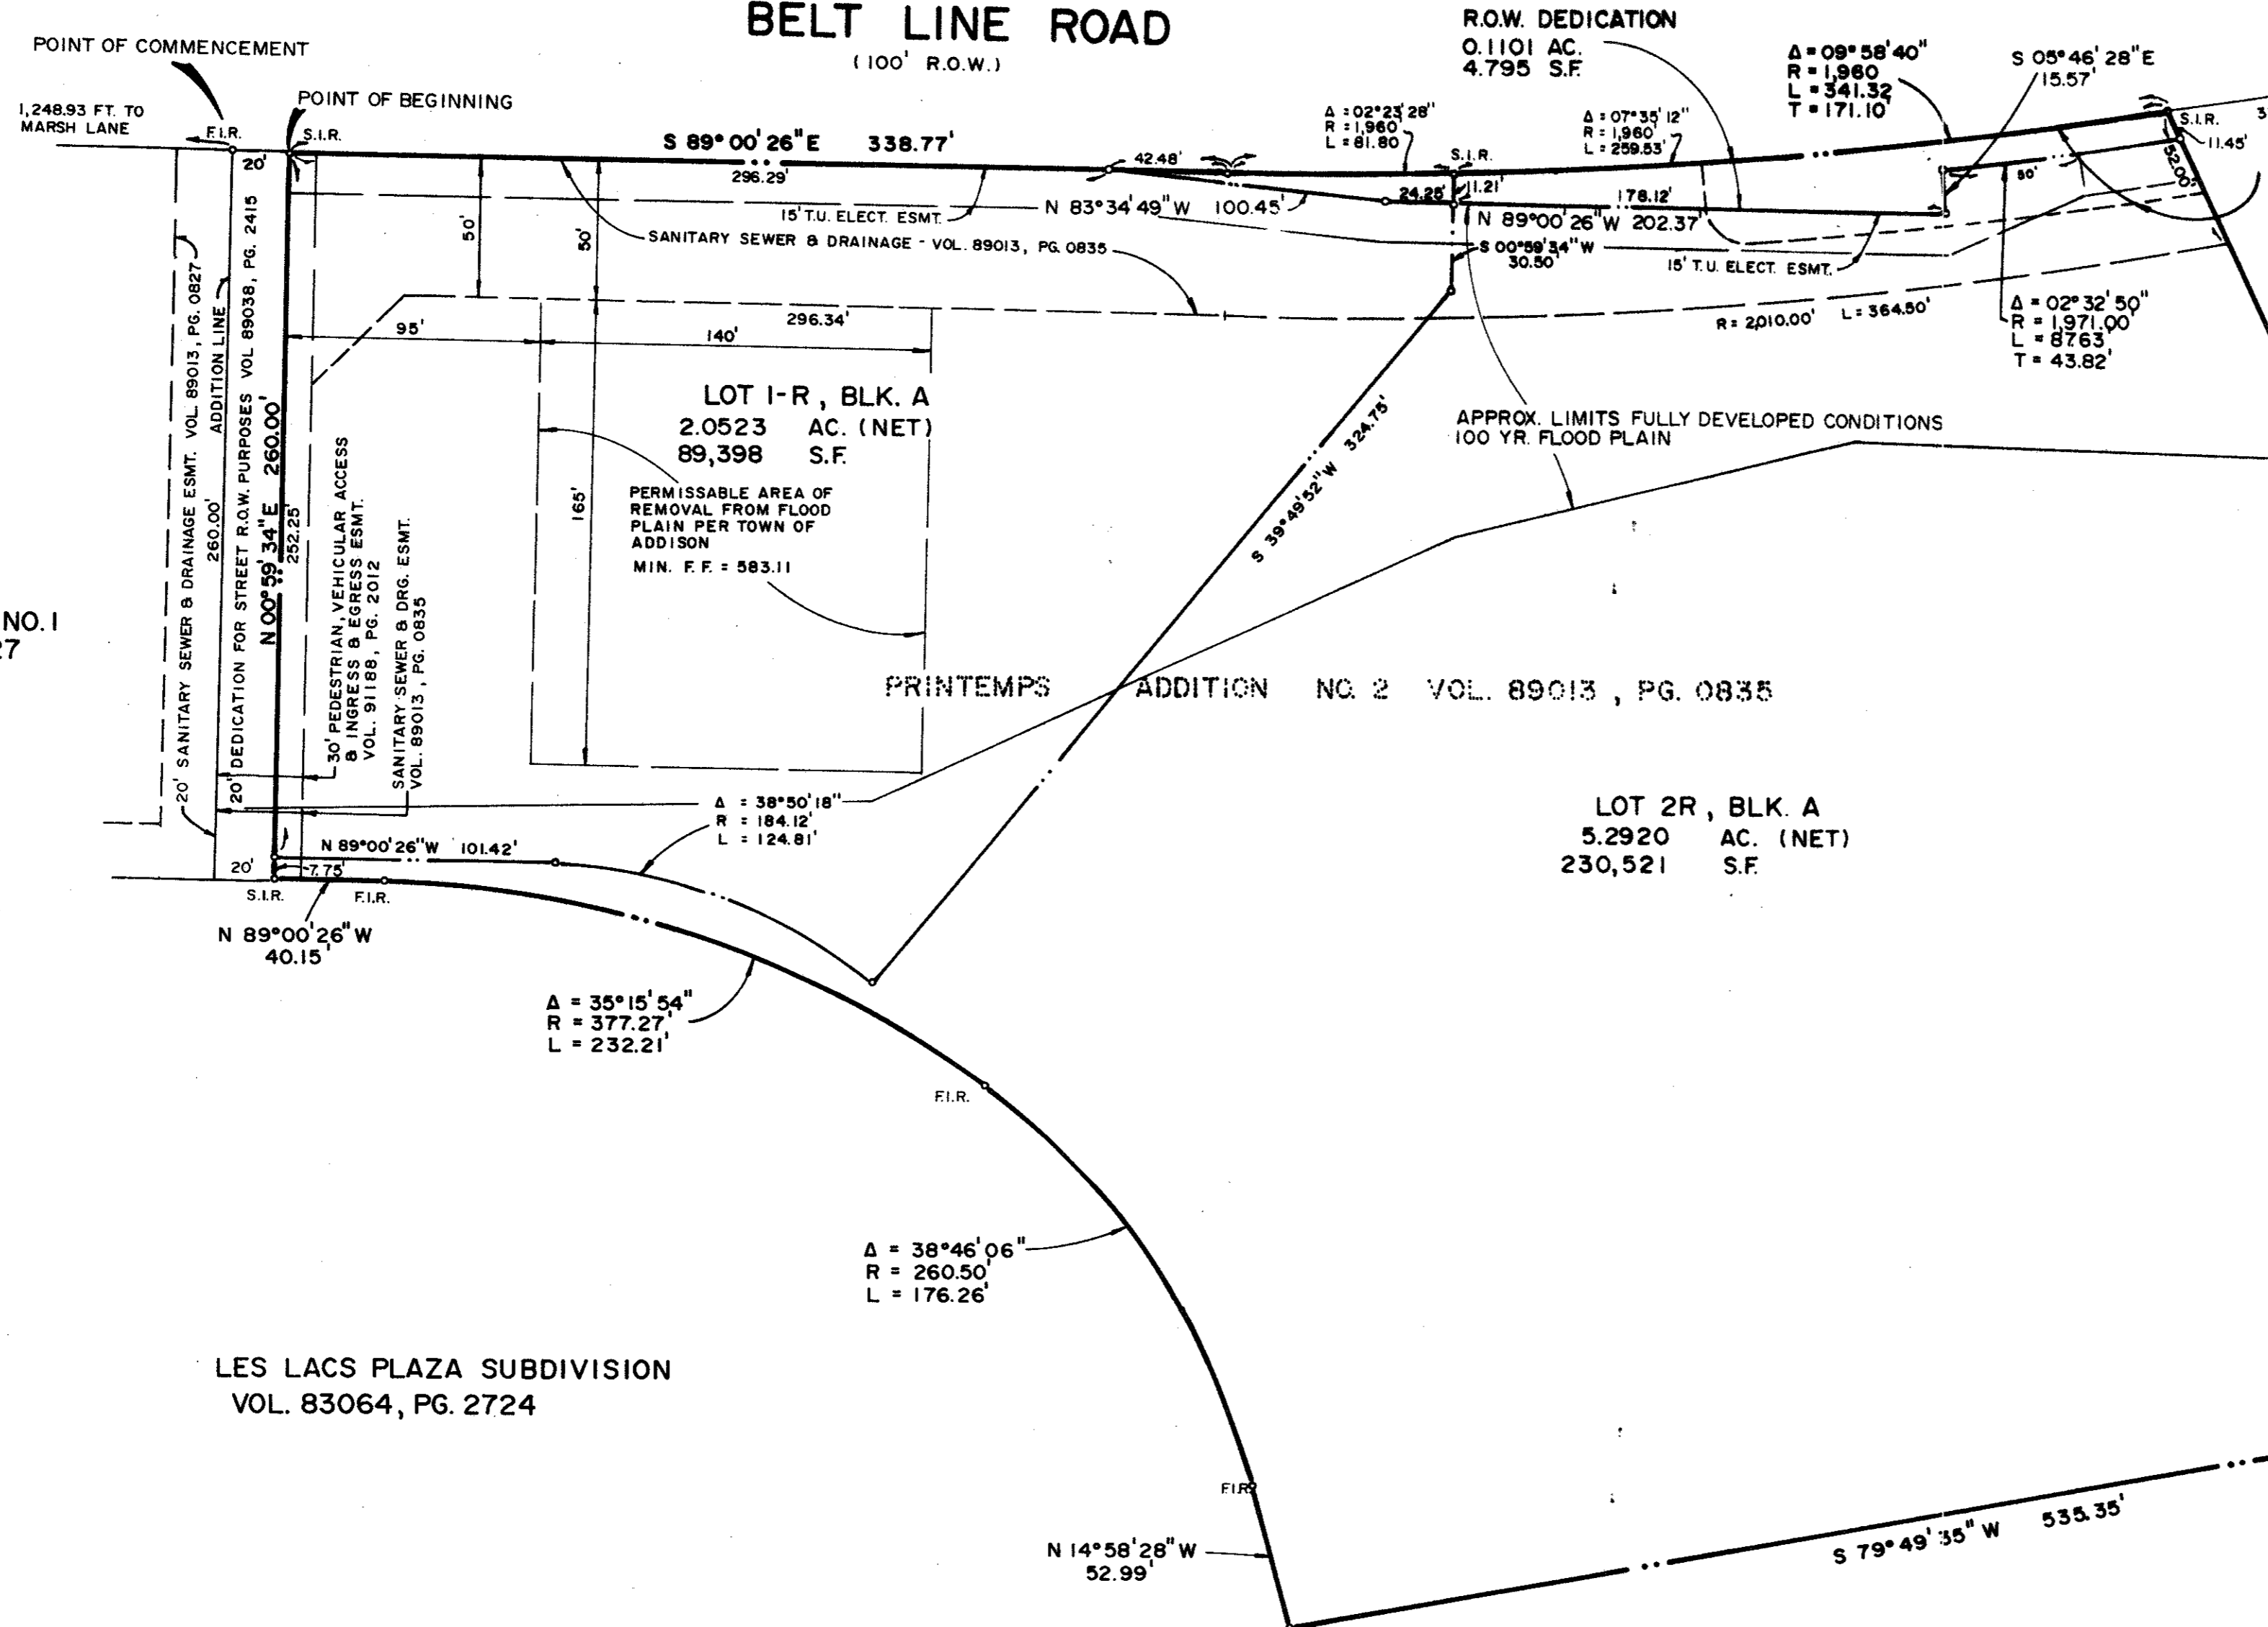 BELT LINE ROAD
(100' R.O.W.)
POINT OF COMMENCEMENT
POINT OF BEGINNING
1,248.93 FT. TO
MARSH LANE
F.I.R.
S.I.R.
20'
S 89°00'26"E 338.77'
296.29'
42.48'
R.O.W. DEDICATION
0.1101 AC.
4.795 S.F.
Δ = 02°23'28"
R = 1,960'
L = 81.80
Δ = 07°35'12"
R = 1,960'
L = 259.53'
Δ = 09°58'40"
R = 1,960
L = 341.32
T = 171.10'
S 05°46'28"E
15.57'
S.I.R.
S.I.R.
11.45'
52.00'
50'
24.25'
11.21'
178.12'
15' T.U. ELECT. ESMT.
N 83°34'49"W 100.45'
N 89°00'26"W 202.37'
SANITARY SEWER & DRAINAGE - VOL. 89013, PG. 0835
S 00°59'34"W
30.50'
15' T.U. ELECT. ESMT.
50'
50'
296.34'
R = 2,010.00' L = 364.50'
Δ = 02°32'50"
R = 1,971.00'
L = 87.63'
T = 43.82'
95'
140'
165'
LOT 1-R, BLK. A
2.0523 AC. (NET)
89,398 S.F.
PERMISSABLE AREA OF
REMOVAL FROM FLOOD
PLAIN PER TOWN OF
ADDISON
MIN. F.F. = 583.11
S 39°49'52"W 324.75'
APPROX. LIMITS FULLY DEVELOPED CONDITIONS
100 YR. FLOOD PLAIN
20' SANITARY SEWER & DRAINAGE ESMT. VOL. 89013, PG. 0827
260.00'
ADDITION LINE
20' DEDICATION FOR STREET R.O.W. PURPOSES VOL 89038, PG. 2415
N 00°59'34"E 260.00'
252.25'
30' PEDESTRIAN, VEHICULAR ACCESS
& INGRESS & EGRESS ESMT.
VOL. 91188, PG. 2012
SANITARY SEWER & DRG. ESMT.
VOL. 89013, PG. 0835
NO.1
27
PRINTEMPS ADDITION NO. 2 VOL. 89013, PG. 0835
LOT 2R, BLK. A
5.2920 AC. (NET)
230,521 S.F.
Δ = 38°50'18"
R = 184.12'
L = 124.81'
N 89°00'26"W 101.42'
20'
7.75'
S.I.R.
F.I.R.
N 89°00'26"W
40.15'
Δ = 35°15'54"
R = 377.27'
L = 232.21'
F.I.R.
Δ = 38°46'06"
R = 260.50'
L = 176.26'
LES LACS PLAZA SUBDIVISION
VOL. 83064, PG. 2724
F.I.R.
N 14°58'28"W
52.99'
S 79°49'35"W 535.35'